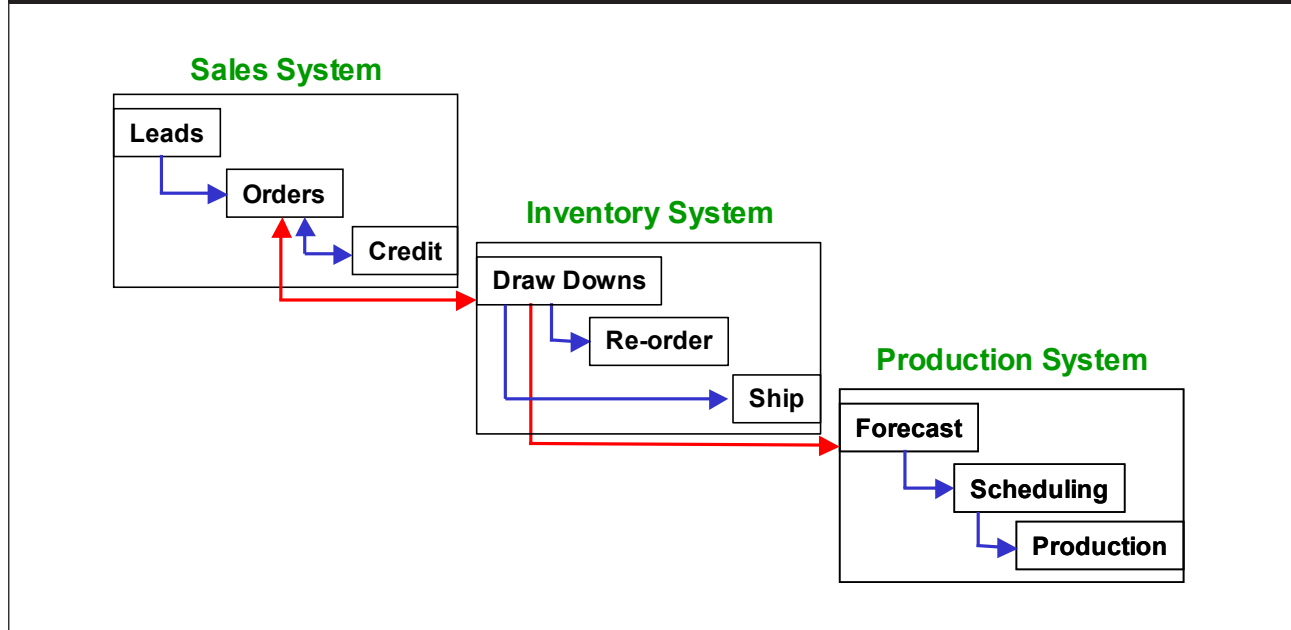 Sales System
Leads
Orders
Credit
Inventory System
Draw Downs
Re-order
Ship
Production System
Forecast
Scheduling
Production